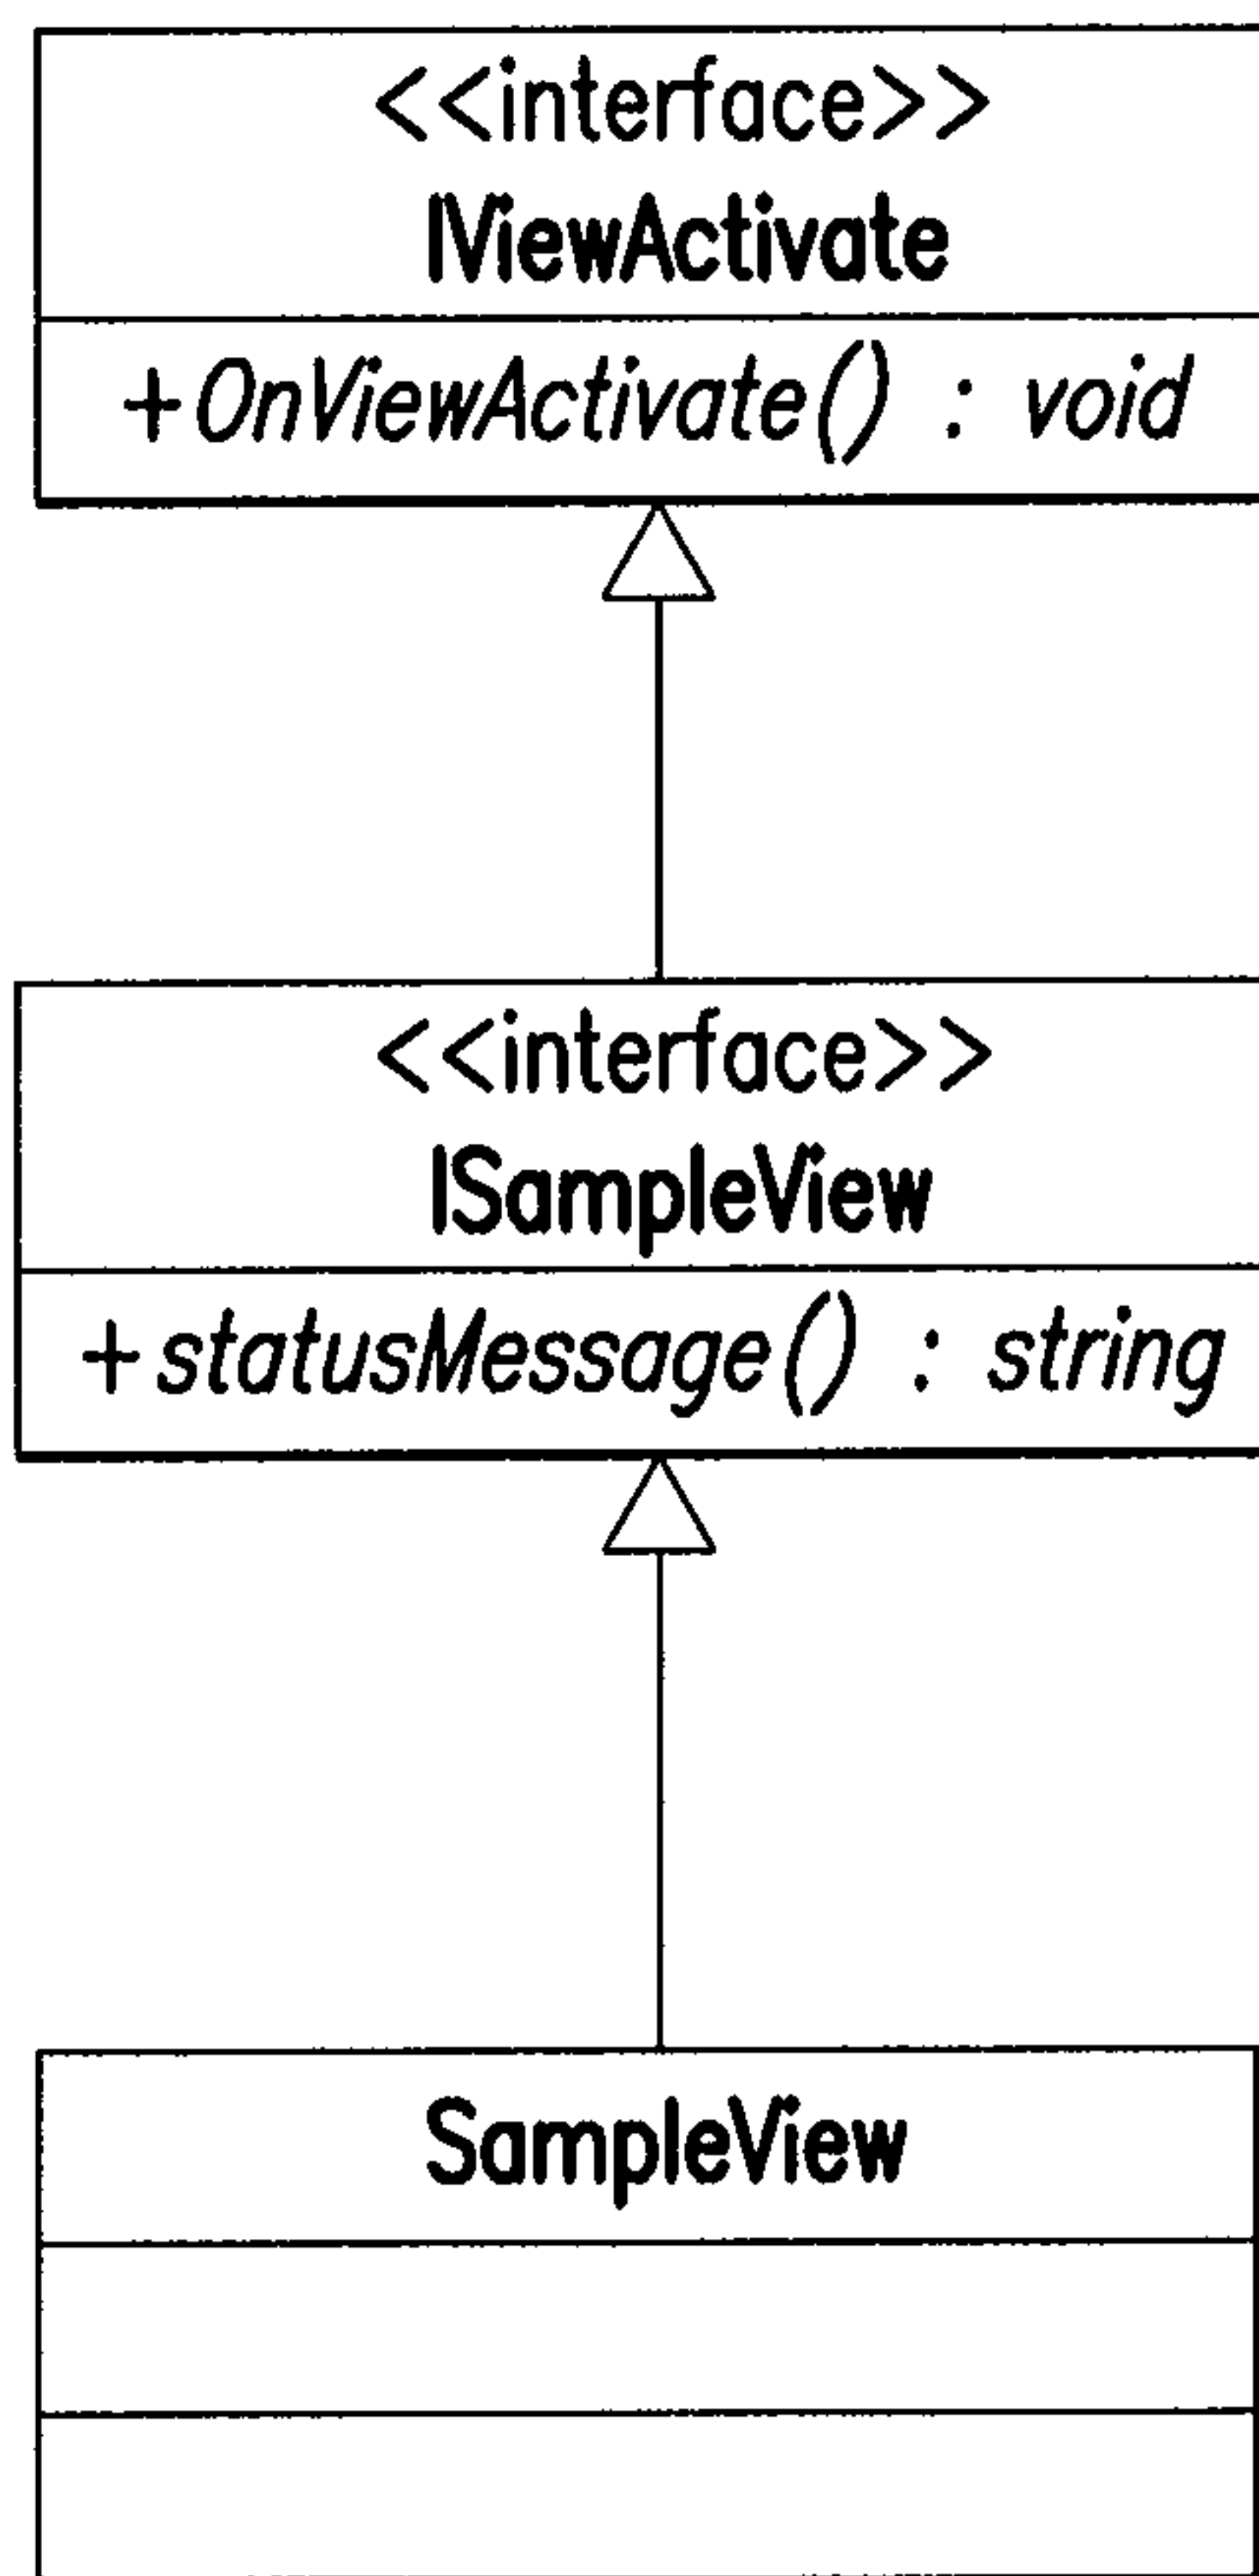 <<interface>>
IViewActivate
+OnViewActivate() : void
<<interface>>
ISampleView
+statusMessage() : string
SampleView